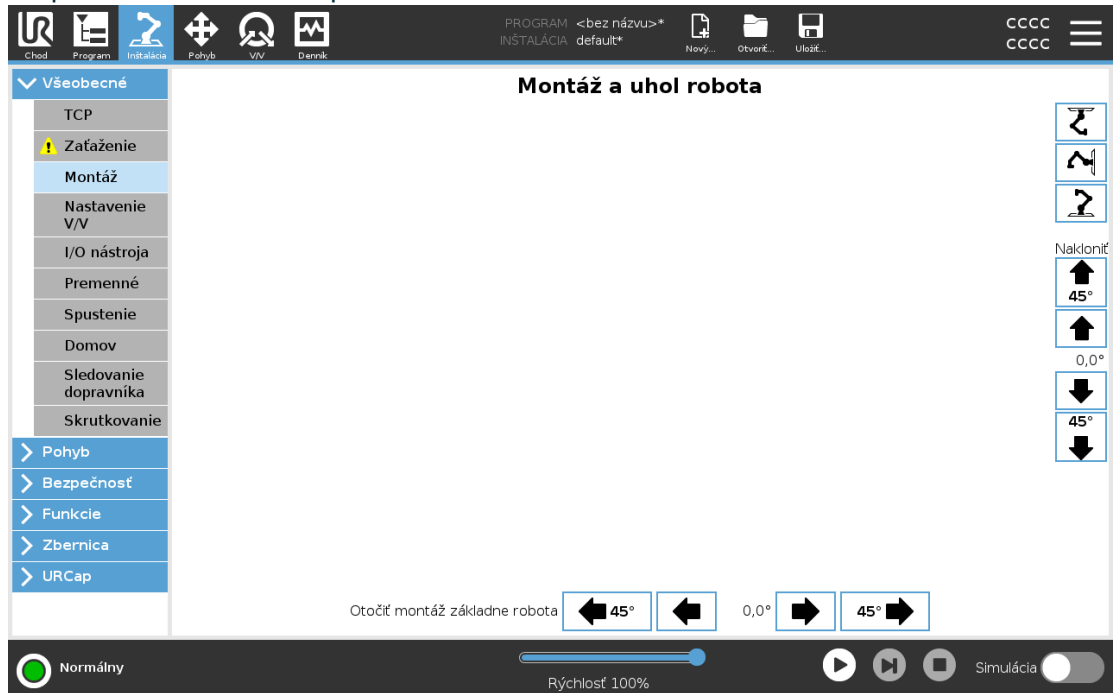 PROGRAM <bez názvu>*
INŠTALÁCIA default*
Chod
Program
Inštalácia
Pohyb
V/V
Denník
Nový...
Otvoriť...
Uložiť...
cccc
cccc
Všeobecné
TCP
Zaťaženie
Montáž
Nastavenie
V/V
I/O nástroja
Premenné
Spustenie
Domov
Sledovanie
dopravníka
Skrutkovanie
Pohyb
Bezpečnosť
Funkcie
Zbernica
URCap
Montáž a uhol robota
Nakloniť
45°
0,0°
45°
Otočiť montáž základne robota 45° 0,0° 45°
Normálny
Rýchlosť 100%
Simulácia